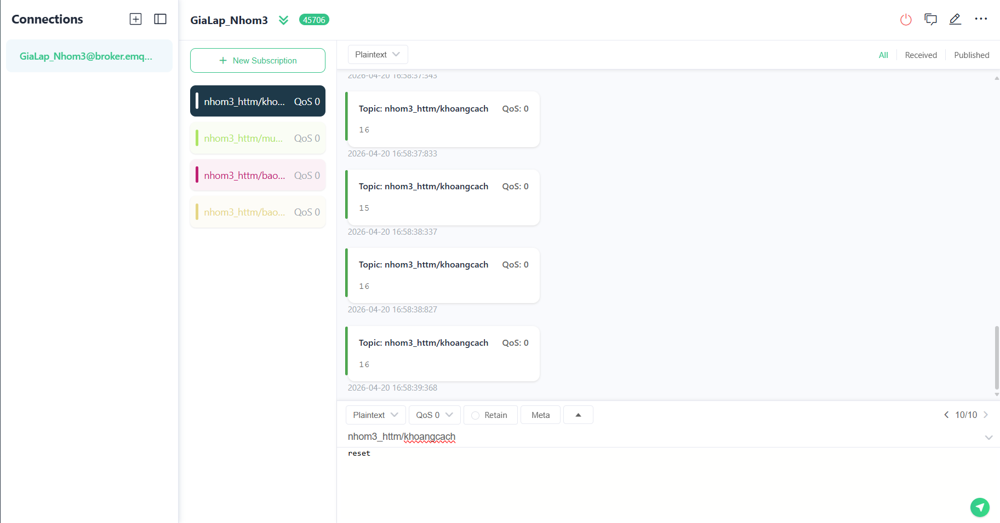 Connections
GiaLap_Nhom3@broker.emq...
GiaLap_Nhom3
45706
New Subscription
nhom3_httm/kho... QoS 0
nhom3_httm/mu... QoS 0
nhom3_httm/bao... QoS 0
nhom3_httm/bao... QoS 0
Plaintext
All Received Published
2026-04-20 16:58:37:343
Topic: nhom3_httm/khoangcach QoS: 0
16
2026-04-20 16:58:37:833
Topic: nhom3_httm/khoangcach QoS: 0
15
2026-04-20 16:58:38:337
Topic: nhom3_httm/khoangcach QoS: 0
16
2026-04-20 16:58:38:827
Topic: nhom3_httm/khoangcach QoS: 0
16
2026-04-20 16:58:39:368
Plaintext QoS 0 Retain Meta 10/10
nhom3_httm/khoangcach
reset